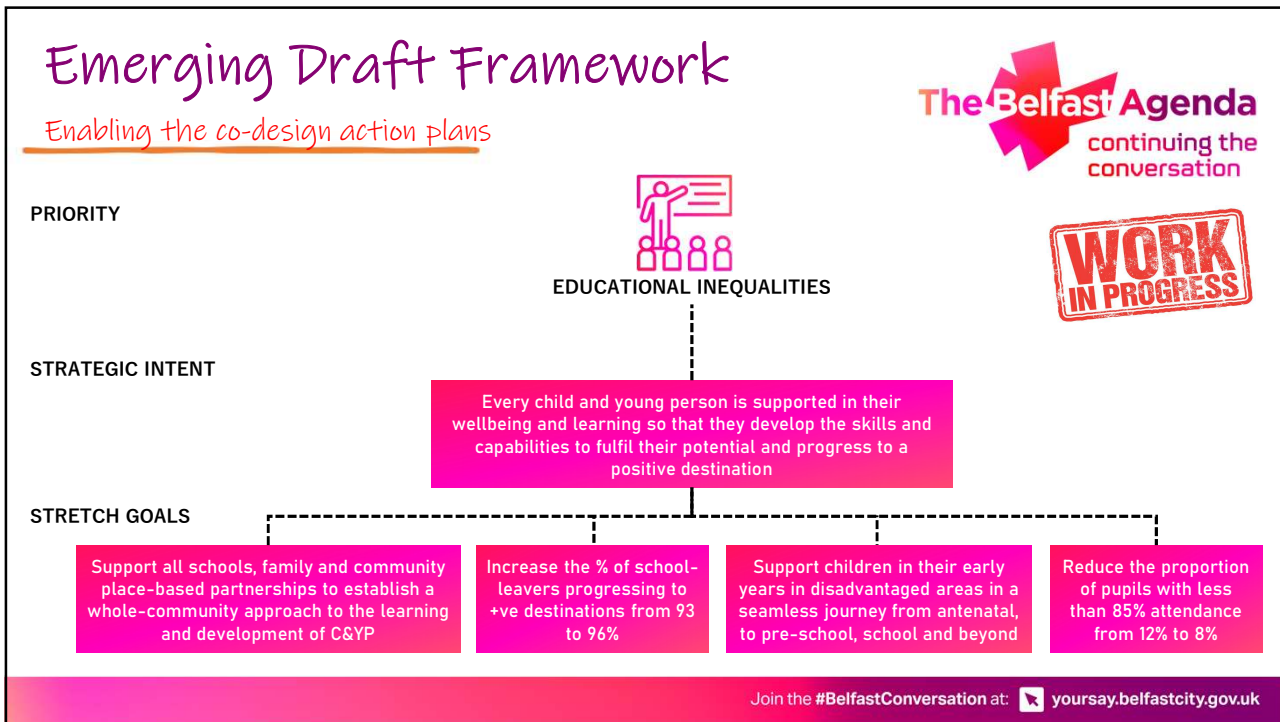 Emerging Draft Framework
Enabling the co-design action plans
The Belfast Agenda
continuing the
conversation
PRIORITY
WORK
IN PROGRESS
EDUCATIONAL INEQUALITIES
STRATEGIC INTENT
Every child and young person is supported in their
wellbeing and learning so that they develop the skills and
capabilities to fulfil their potential and progress to a
positive destination
STRETCH GOALS
Support all schools, family and community
place-based partnerships to establish a
whole-community approach to the learning
and development of C&YP
Increase the % of school-
leavers progressing to
+ve destinations from 93
to 96%
Support children in their early
years in disadvantaged areas in a
seamless journey from antenatal,
to pre-school, school and beyond
Reduce the proportion
of pupils with less
than 85% attendance
from 12% to 8%
Join the #BelfastConversation at: yoursay.belfastcity.gov.uk